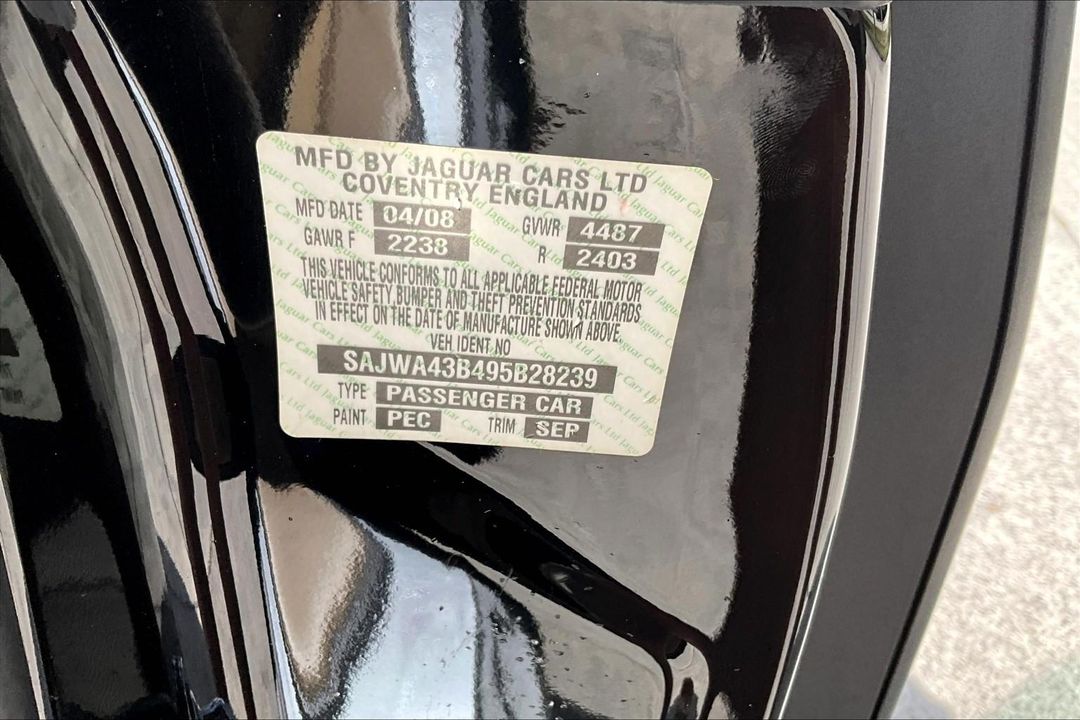 MFD BY JAGUAR CARS LTD
COVENTRY ENGLAND
MFD DATE 04/08 GVWR 4487
GAWR F 2238 R 2403
THIS VEHICLE CONFORMS TO ALL APPLICABLE FEDERAL MOTOR
VEHICLE SAFETY, BUMPER AND THEFT PREVENTION STANDARDS
IN EFFECT ON THE DATE OF MANUFACTURE SHOWN ABOVE.
VEH IDENT NO
SAJWA43B495B28239
TYPE PASSENGER CAR
PAINT PEC TRIM SEP